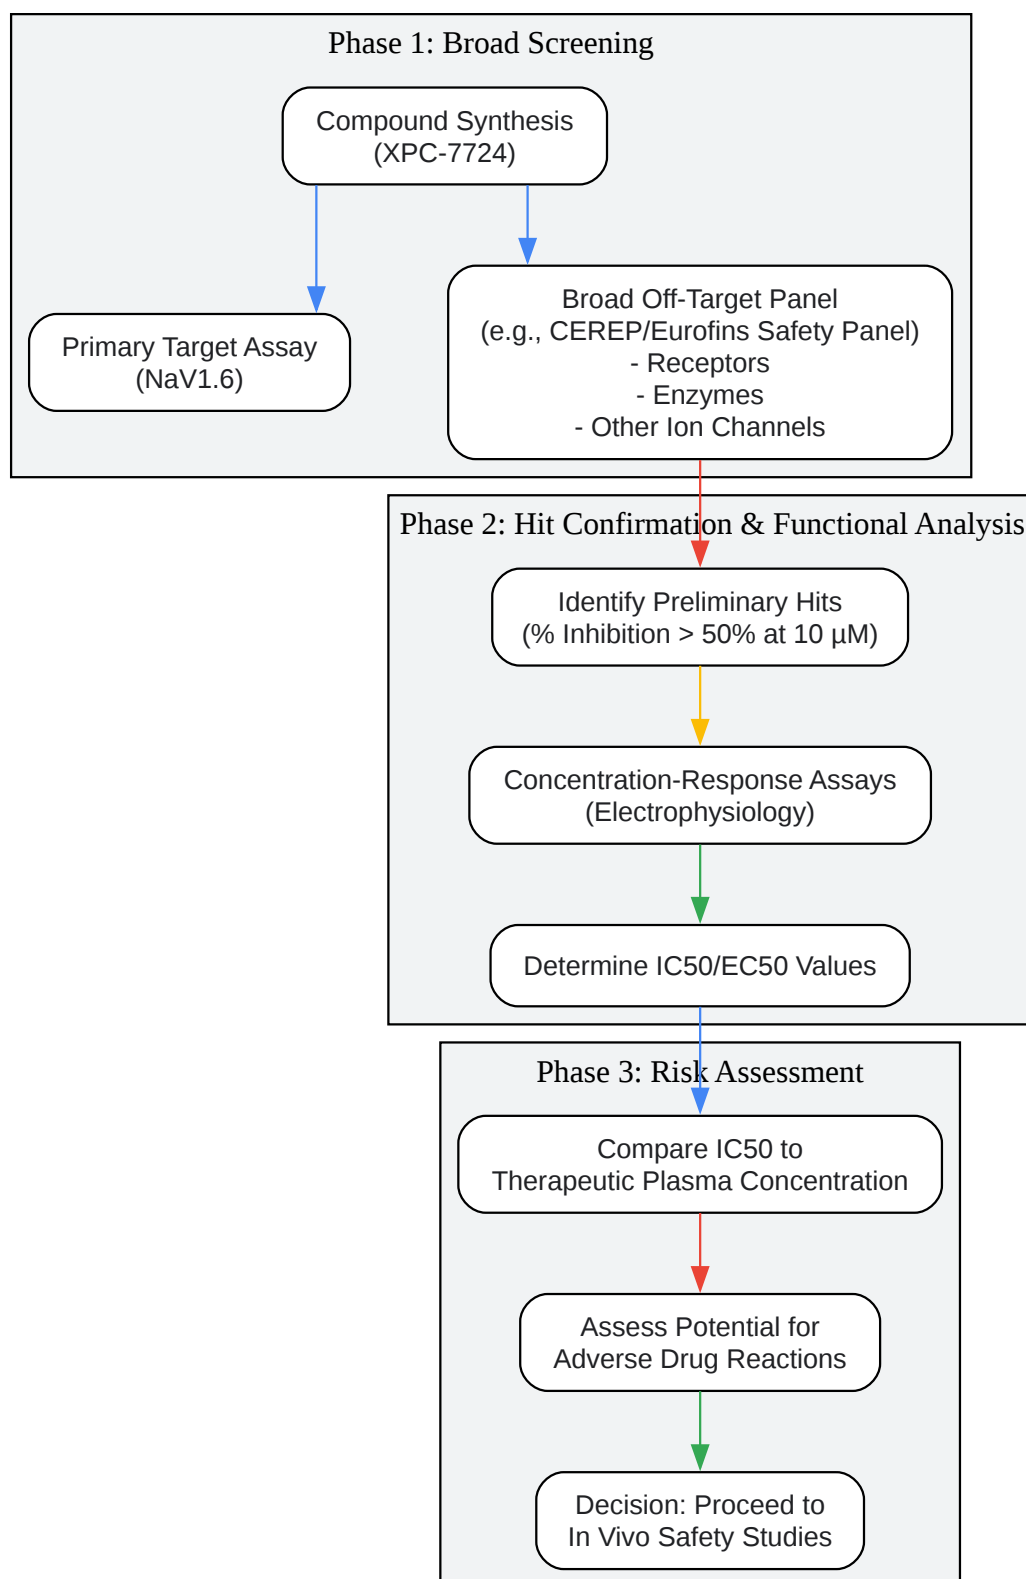 Phase 1: Broad Screening
Compound Synthesis
(XPC-7724)
Primary Target Assay
(NaV1.6)
Broad Off-Target Panel
(e.g., CEREP/Eurofins Safety Panel)
- Receptors
- Enzymes
- Other Ion Channels
Phase 2: Hit Confirmation & Functional Analysis
Identify Preliminary Hits
(% Inhibition > 50% at 10 µM)
Concentration-Response Assays
(Electrophysiology)
Determine IC50/EC50 Values
Phase 3: Risk Assessment
Compare IC50 to
Therapeutic Plasma Concentration
Assess Potential for
Adverse Drug Reactions
Decision: Proceed to
In Vivo Safety Studies